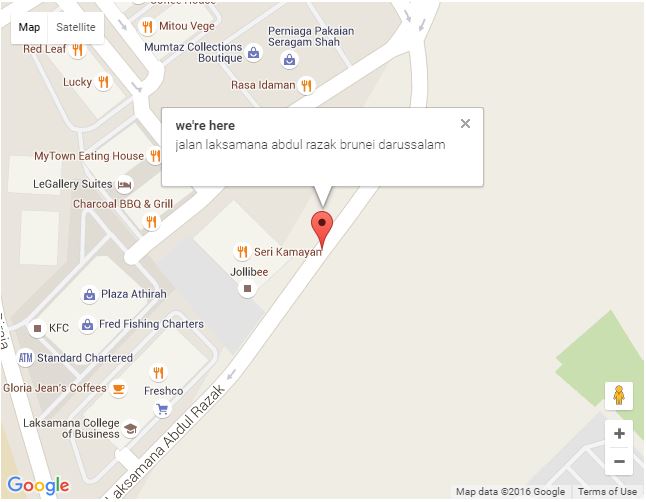 Coffee House
Map
Satellite
Mitou Vege
Red Leaf
Mumtaz Collections
Boutique
Perniaga Pakaian
Seragam Shah
Lucky
Rasa Idaman
we're here
jalan laksamana abdul razak brunei darussalam
MyTown Eating House
LeGallery Suites
Charcoal BBQ & Grill
Seri Kamayan
Jollibee
Plaza Athirah
KFC
Fred Fishing Charters
ATM
Standard Chartered
Gloria Jean's Coffees
Freshco
Laksamana College
of Business
Laksamana Abdul Razak
+
−
Google
Map data ©2016 Google
Terms of Use